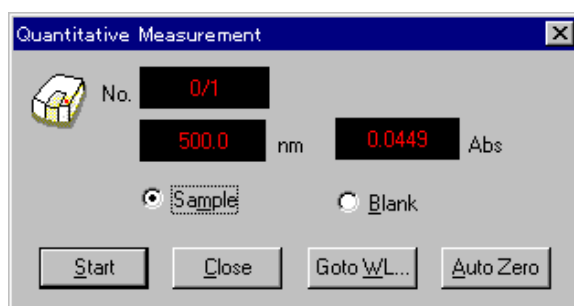 Quantitative Measurement
No. 0/1
500.0 nm 0.0449 Abs
Sample Blank
Start Close Goto WL... Auto Zero